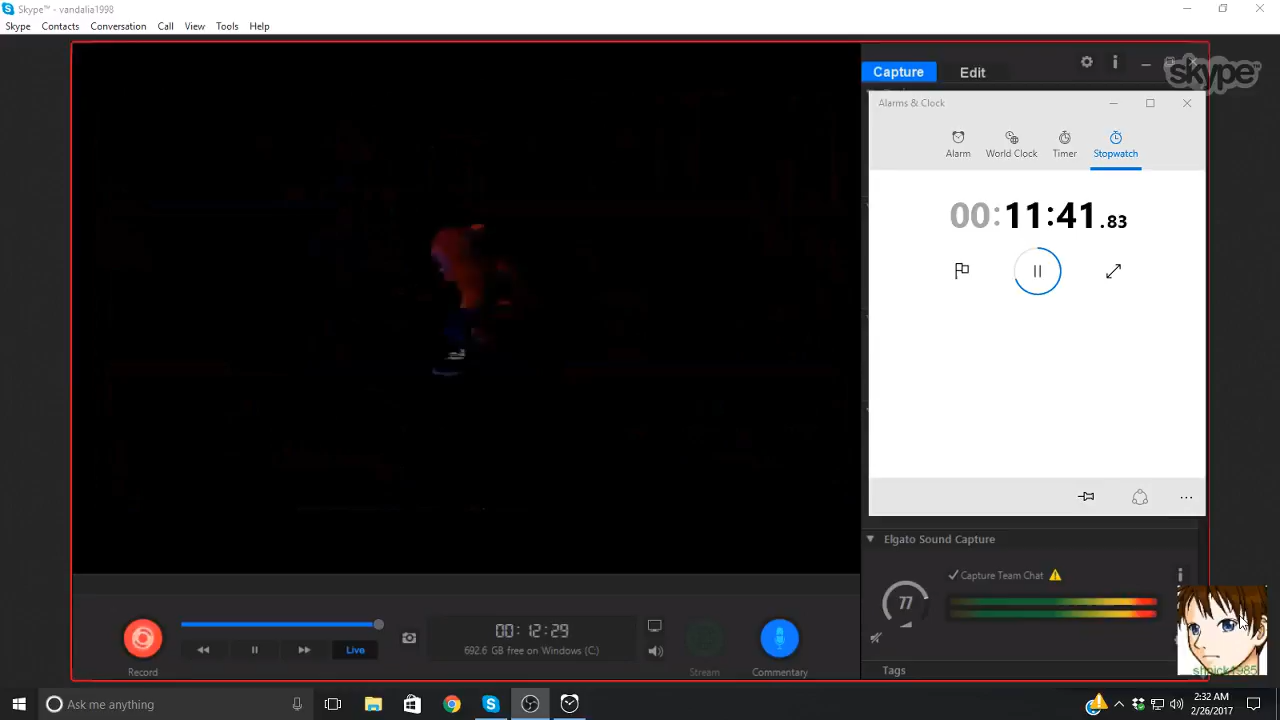 Skype™ - vandalia1998
Skype Contacts Conversation Call View Tools Help
Capture Edit
skype™
Alarms & Clock
Alarm World Clock Timer Stopwatch
00:11:41.83
Elgato Sound Capture
Capture Team Chat
77
00:12:29
692.6 GB free on Windows (C:)
Live
Record Stream Commentary
Tags
stnick1985
Ask me anything
2:32 AM
2/26/2017